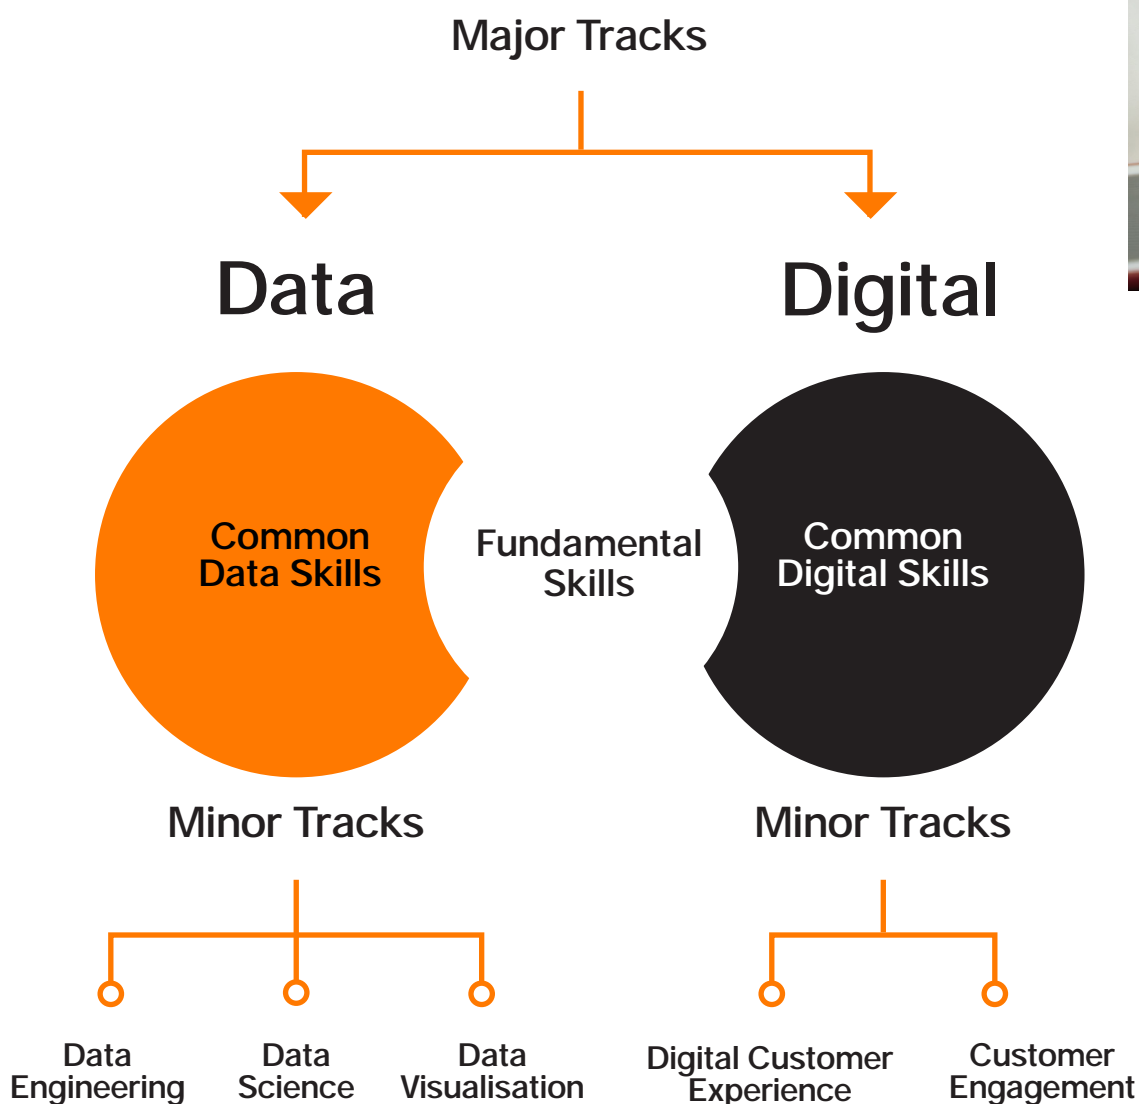 Major Tracks
Data
Digital
Common
Data Skills
Fundamental
Skills
Common
Digital Skills
Minor Tracks
Minor Tracks
Data
Engineering
Data
Science
Data
Visualisation
Digital Customer
Experience
Customer
Engagement